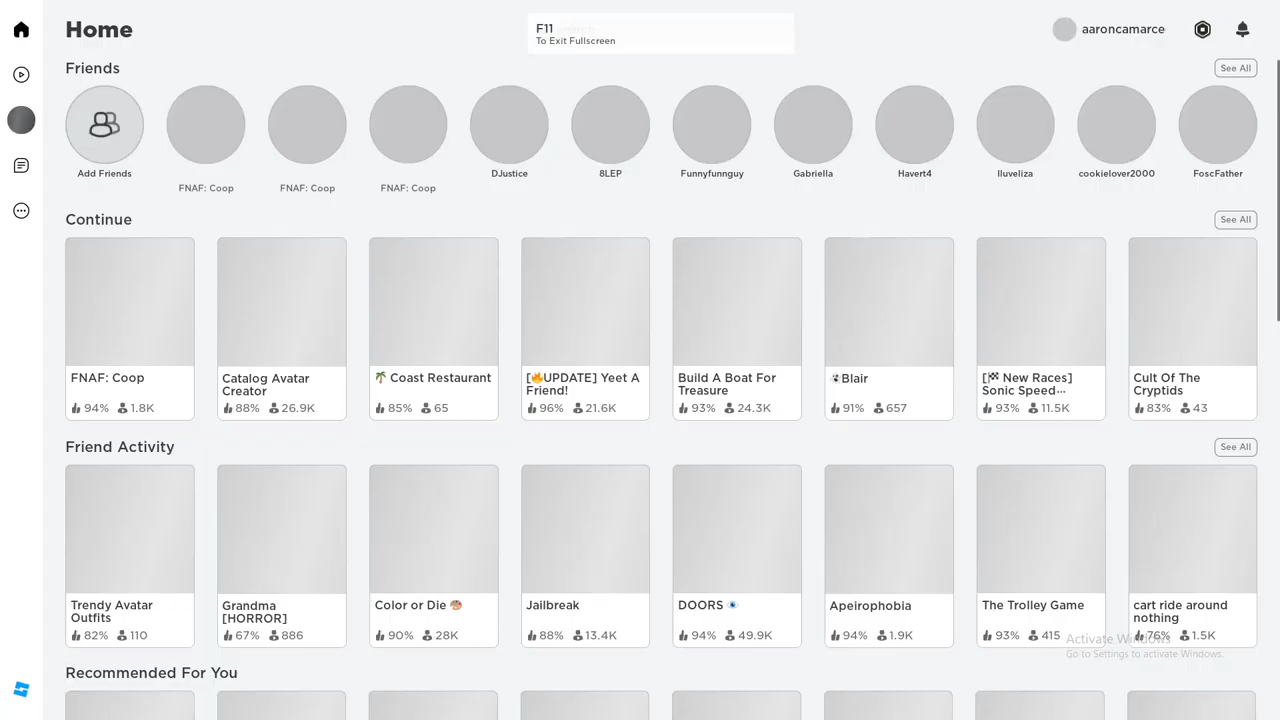 Home
F11
To Exit Fullscreen
aaroncamarce
Friends
See All
Add Friends
FNAF: Coop
FNAF: Coop
FNAF: Coop
DJustice
8LEP
Funnyfunnguy
Gabriella
Havert4
lluveliza
cookielover2000
FoscFather
Continue
See All
FNAF: Coop
94% 1.8K
Catalog Avatar
Creator
88% 26.9K
🌴 Coast Restaurant
85% 65
[🔥UPDATE] Yeet A
Friend!
96% 21.6K
Build A Boat For
Treasure
93% 24.3K
Blair
91% 657
[🏁 New Races]
Sonic Speed...
93% 11.5K
Cult Of The
Cryptids
83% 43
Friend Activity
See All
Trendy Avatar
Outfits
82% 110
Grandma
[HORROR]
67% 886
Color or Die 🎨
90% 28K
Jailbreak
88% 13.4K
DOORS 👁️
94% 49.9K
Apeirophobia
94% 1.9K
The Trolley Game
93% 415
cart ride around
nothing
76% 1.5K
Activate Windows
Go to Settings to activate Windows.
Recommended For You